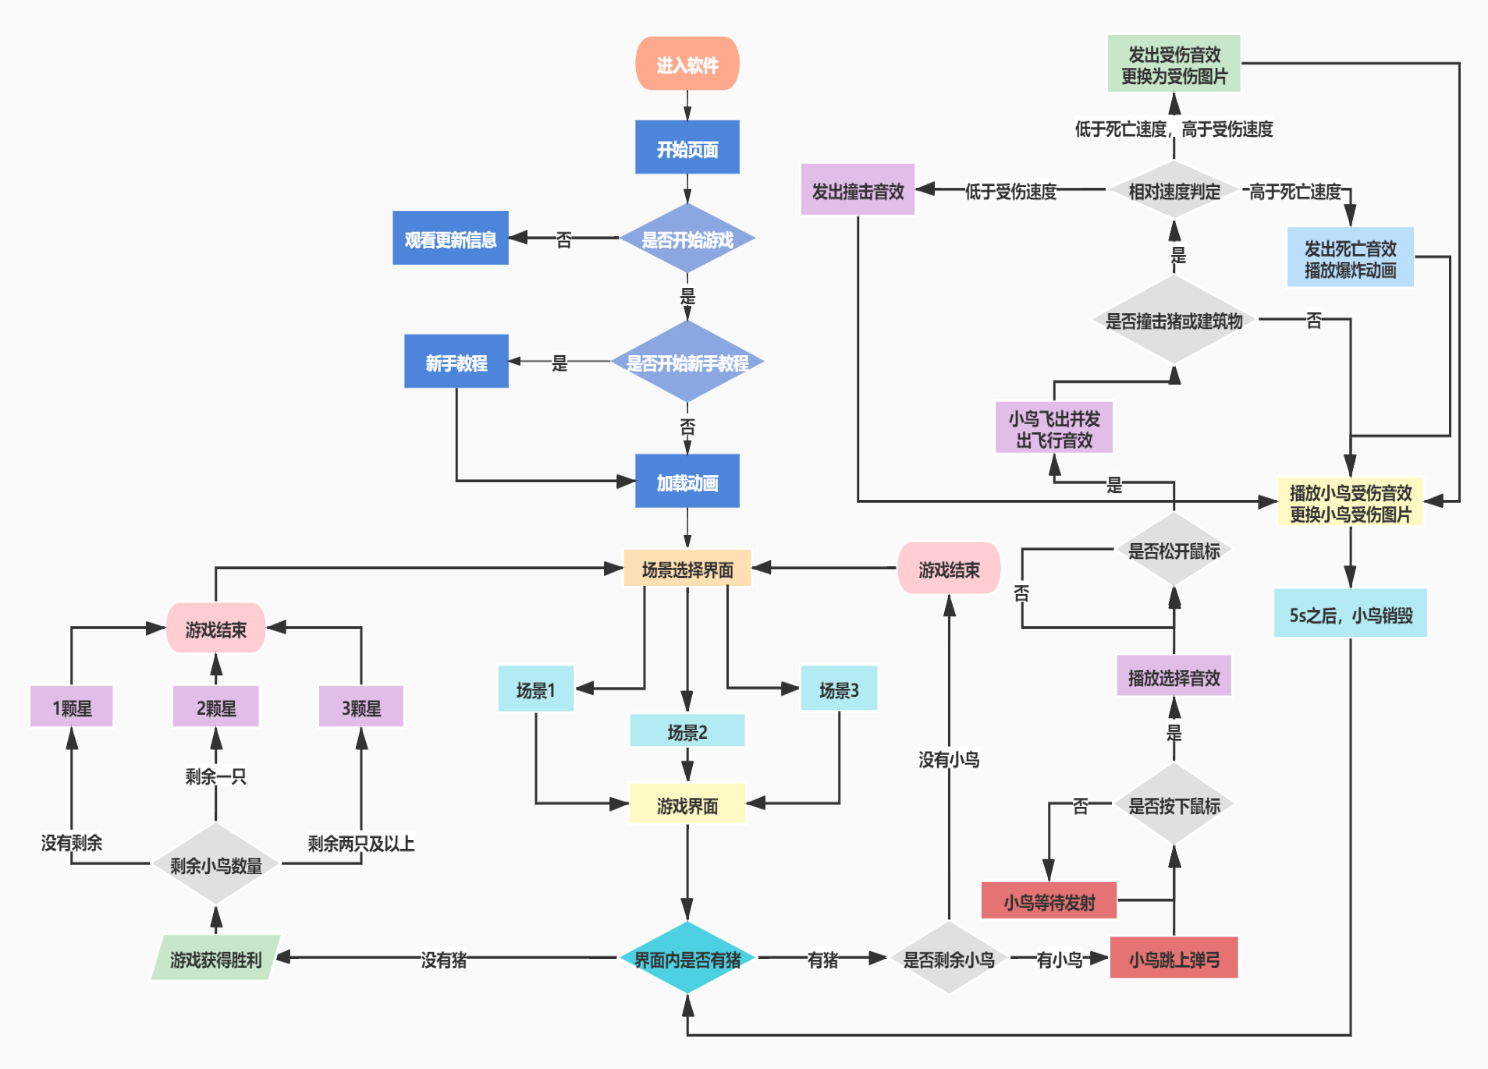 进入软件
开始页面
是否开始游戏
否
观看更新信息
是
是否开始新手教程
是
新手教程
否
加载动画
场景选择界面
场景1
场景2
场景3
游戏界面
界面内是否有猪
没有猪
游戏获得胜利
剩余小鸟数量
没有剩余
剩余一只
剩余两只及以上
1颗星
2颗星
3颗星
游戏结束
有猪
是否剩余小鸟
没有小鸟
游戏结束
有小鸟
小鸟跳上弹弓
是否按下鼠标
否
小鸟等待发射
是
播放选择音效
是否松开鼠标
否
是
小鸟飞出并发
出飞行音效
是否撞击猪或建筑物
否
是
相对速度判定
低于受伤速度
发出撞击音效
低于死亡速度，高于受伤速度
发出受伤音效
更换为受伤图片
高于死亡速度
发出死亡音效
播放爆炸动画
播放小鸟受伤音效
更换小鸟受伤图片
5s之后，小鸟销毁